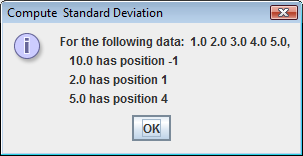 Compute Standard Deviation
For the following data: 1.0 2.0 3.0 4.0 5.0,
10.0 has position -1
2.0 has position 1
5.0 has position 4
OK